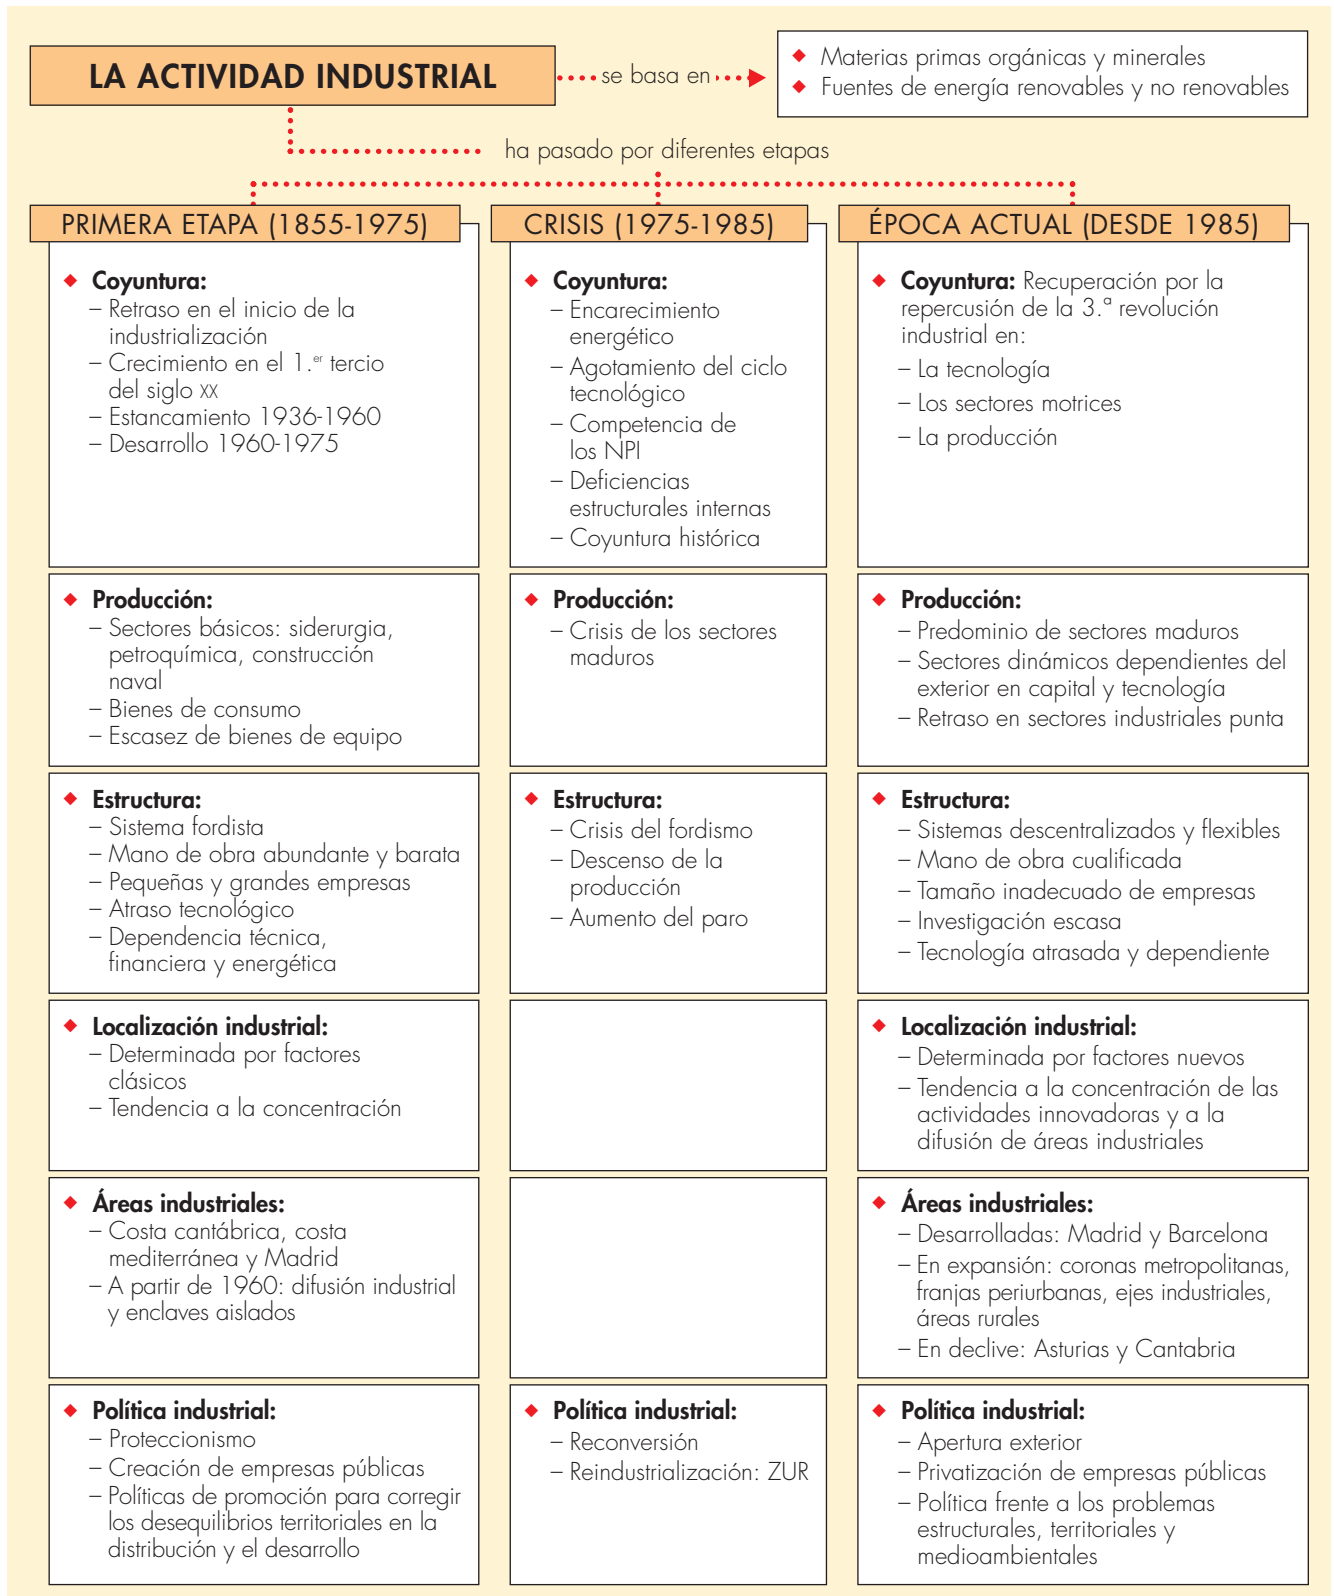 LA ACTIVIDAD INDUSTRIAL
se basa en
◆ Materias primas orgánicas y minerales
◆ Fuentes de energía renovables y no renovables
ha pasado por diferentes etapas
PRIMERA ETAPA (1855-1975)
◆ Coyuntura:
– Retraso en el inicio de la
industrialización
– Crecimiento en el 1.er tercio
del siglo XX
– Estancamiento 1936-1960
– Desarrollo 1960-1975
◆ Producción:
– Sectores básicos: siderurgia,
petroquímica, construcción
naval
– Bienes de consumo
– Escasez de bienes de equipo
◆ Estructura:
– Sistema fordista
– Mano de obra abundante y barata
– Pequeñas y grandes empresas
– Atraso tecnológico
– Dependencia técnica,
financiera y energética
◆ Localización industrial:
– Determinada por factores
clásicos
– Tendencia a la concentración
◆ Áreas industriales:
– Costa cantábrica, costa
mediterránea y Madrid
– A partir de 1960: difusión industrial
y enclaves aislados
◆ Política industrial:
– Proteccionismo
– Creación de empresas públicas
– Políticas de promoción para corregir
los desequilibrios territoriales en la
distribución y el desarrollo
CRISIS (1975-1985)
◆ Coyuntura:
– Encarecimiento
energético
– Agotamiento del ciclo
tecnológico
– Competencia de
los NPI
– Deficiencias
estructurales internas
– Coyuntura histórica
◆ Producción:
– Crisis de los sectores
maduros
◆ Estructura:
– Crisis del fordismo
– Descenso de la
producción
– Aumento del paro
◆ Política industrial:
– Reconversión
– Reindustrialización: ZUR
ÉPOCA ACTUAL (DESDE 1985)
◆ Coyuntura: Recuperación por la
repercusión de la 3.ª revolución
industrial en:
– La tecnología
– Los sectores motrices
– La producción
◆ Producción:
– Predominio de sectores maduros
– Sectores dinámicos dependientes del
exterior en capital y tecnología
– Retraso en sectores industriales punta
◆ Estructura:
– Sistemas descentralizados y flexibles
– Mano de obra cualificada
– Tamaño inadecuado de empresas
– Investigación escasa
– Tecnología atrasada y dependiente
◆ Localización industrial:
– Determinada por factores nuevos
– Tendencia a la concentración de las
actividades innovadoras y a la
difusión de áreas industriales
◆ Áreas industriales:
– Desarrolladas: Madrid y Barcelona
– En expansión: coronas metropolitanas,
franjas periurbanas, ejes industriales,
áreas rurales
– En declive: Asturias y Cantabria
◆ Política industrial:
– Apertura exterior
– Privatización de empresas públicas
– Política frente a los problemas
estructurales, territoriales y
medioambientales